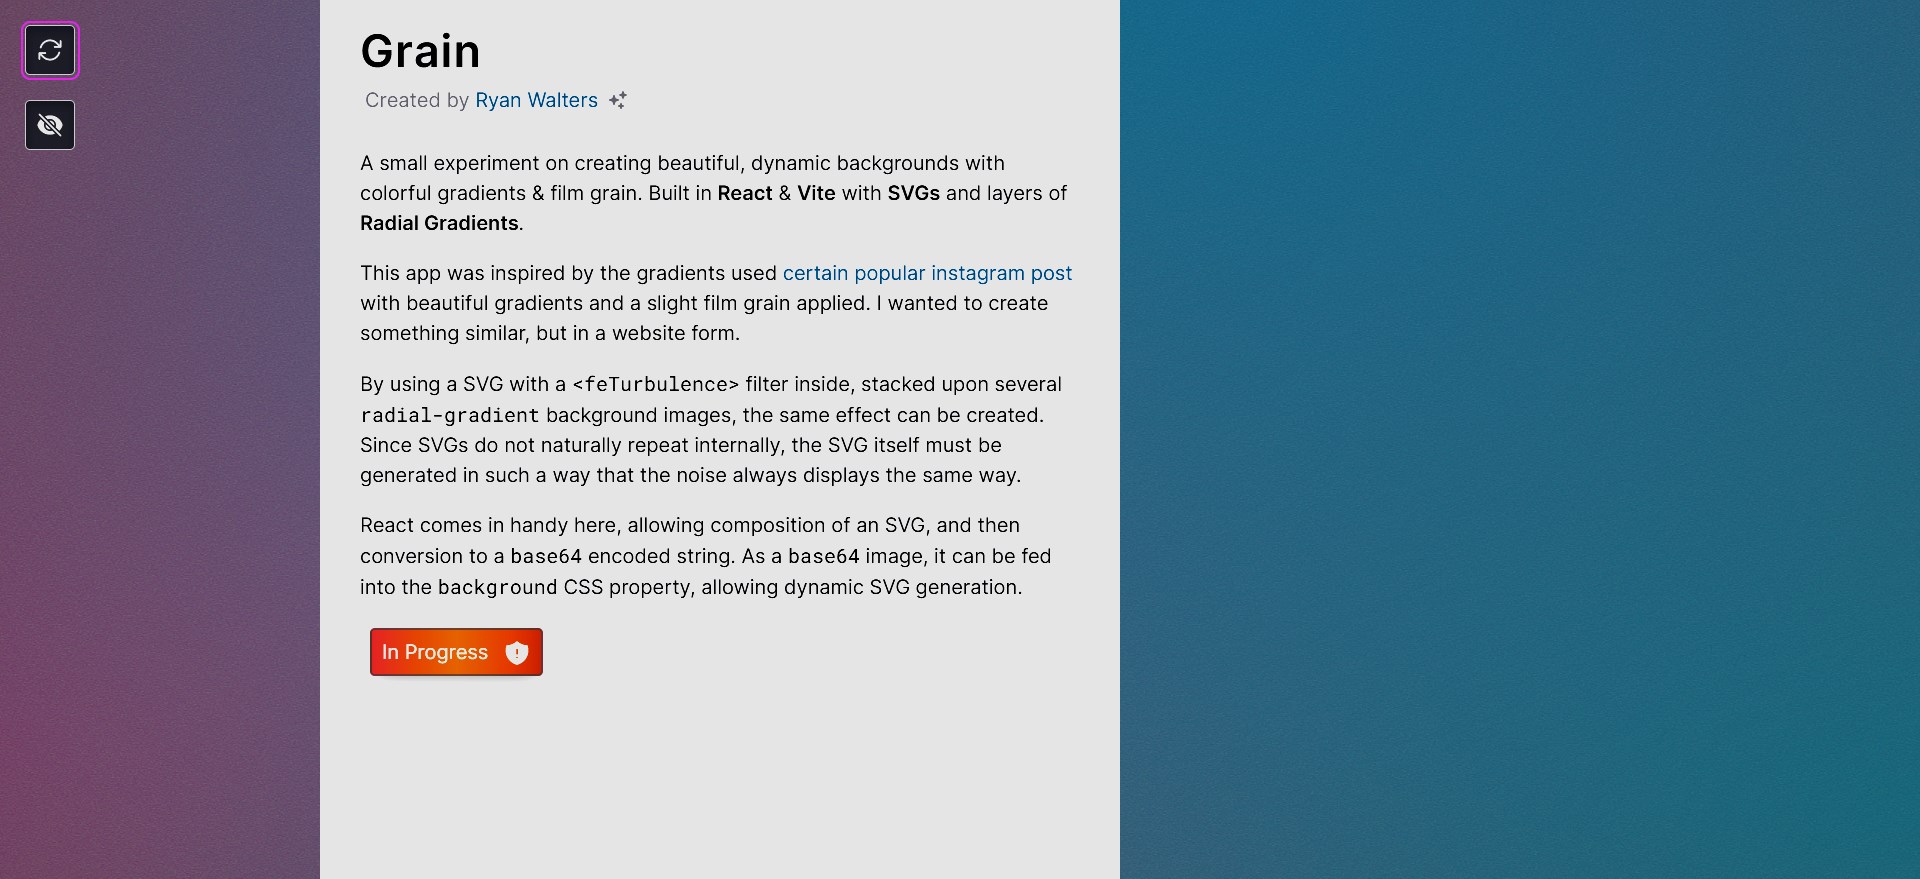 Grain
Created by Ryan Walters
A small experiment on creating beautiful, dynamic backgrounds with
colorful gradients & film grain. Built in React & Vite with SVGs and layers of
Radial Gradients.
This app was inspired by the gradients used certain popular instagram post
with beautiful gradients and a slight film grain applied. I wanted to create
something similar, but in a website form.
By using a SVG with a <feTurbulence> filter inside, stacked upon several
radial-gradient background images, the same effect can be created.
Since SVGs do not naturally repeat internally, the SVG itself must be
generated in such a way that the noise always displays the same way.
React comes in handy here, allowing composition of an SVG, and then
conversion to a base64 encoded string. As a base64 image, it can be fed
into the background CSS property, allowing dynamic SVG generation.
In Progress